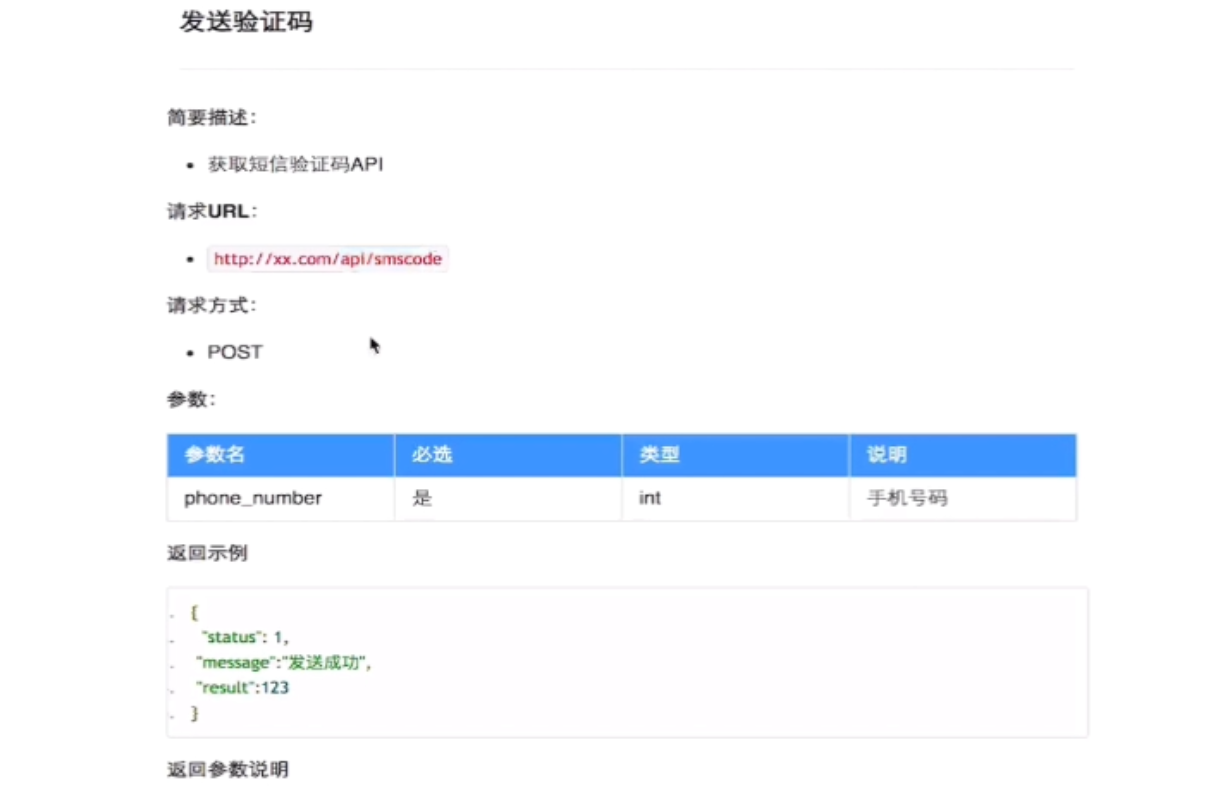 发送验证码
简要描述：
• 获取短信验证码API
请求URL：
• http://xx.com/api/smscode
请求方式：
• POST
参数：
参数名 必选 类型 说明
phone_number 是 int 手机号码
返回示例
{
"status": 1,
"message":"发送成功",
"result":123
}
返回参数说明